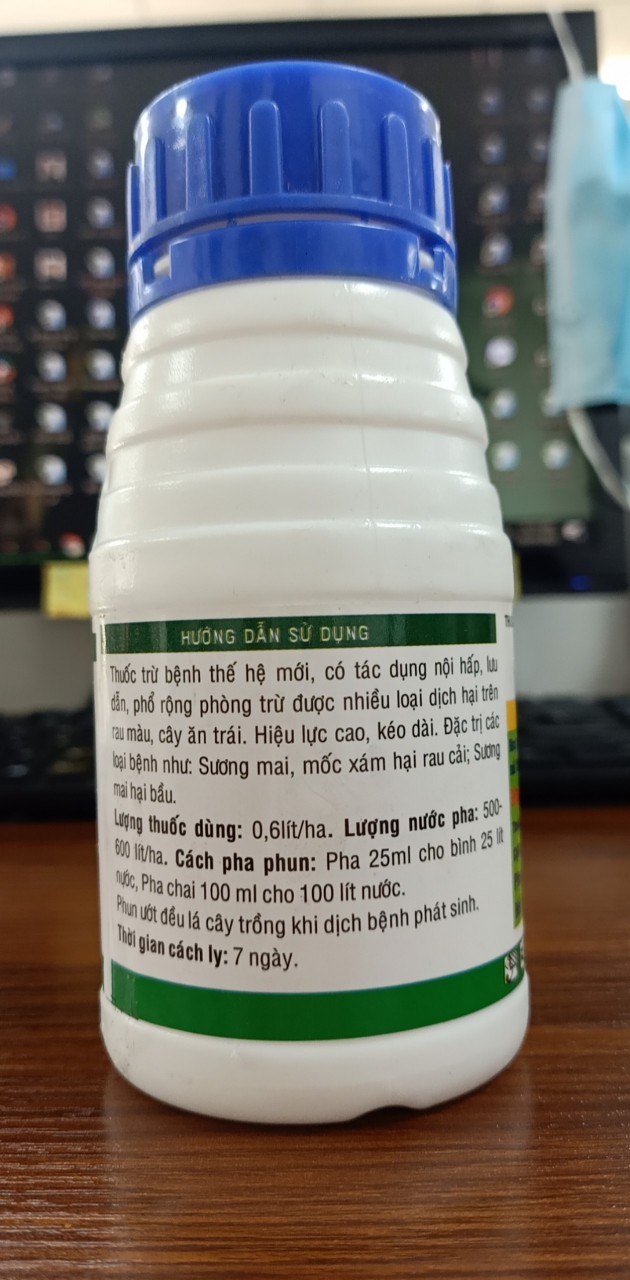 HƯỚNG DẪN SỬ DỤNG
Thuốc trừ bệnh thế hệ mới, có tác dụng nội hấp, lưu
dẫn, phổ rộng phòng trừ được nhiều loại dịch hại trên
rau màu, cây ăn trái. Hiệu lực cao, kéo dài. Đặc trị các
loại bệnh như: Sương mai, mốc xám hại rau cải; Sương
mai hại bầu.
Lượng thuốc dùng: 0,6lít/ha. Lượng nước pha: 500-
600 lít/ha. Cách pha phun: Pha 25ml cho bình 25 lít
nước, Pha chai 100 ml cho 100 lít nước.
Phun ướt đều lá cây trồng khi dịch bệnh phát sinh.
Thời gian cách ly: 7 ngày.